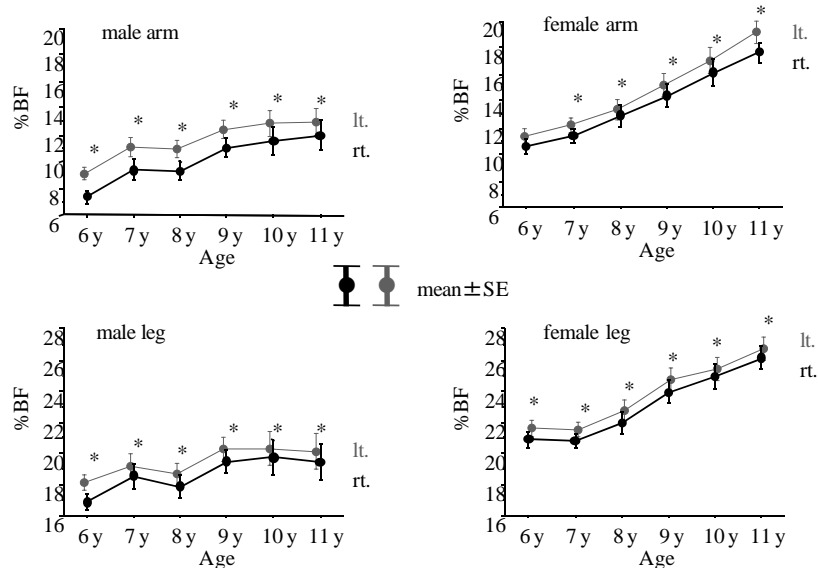 male arm
%BF
20
18
16
14
12
10
8
6
* * * * * *
lt.
rt.
6 y 7 y 8 y 9 y 10 y 11 y
Age
female arm
%BF
20
18
16
14
12
10
8
6
* * * * *
lt.
rt.
6 y 7 y 8 y 9 y 10 y 11 y
Age
mean±SE
male leg
%BF
28
26
24
22
20
18
16
* * * * * *
lt.
rt.
6 y 7 y 8 y 9 y 10 y 11 y
Age
female leg
%BF
28
26
24
22
20
18
16
* * * * * *
lt.
rt.
6 y 7 y 8 y 9 y 10 y 11 y
Age